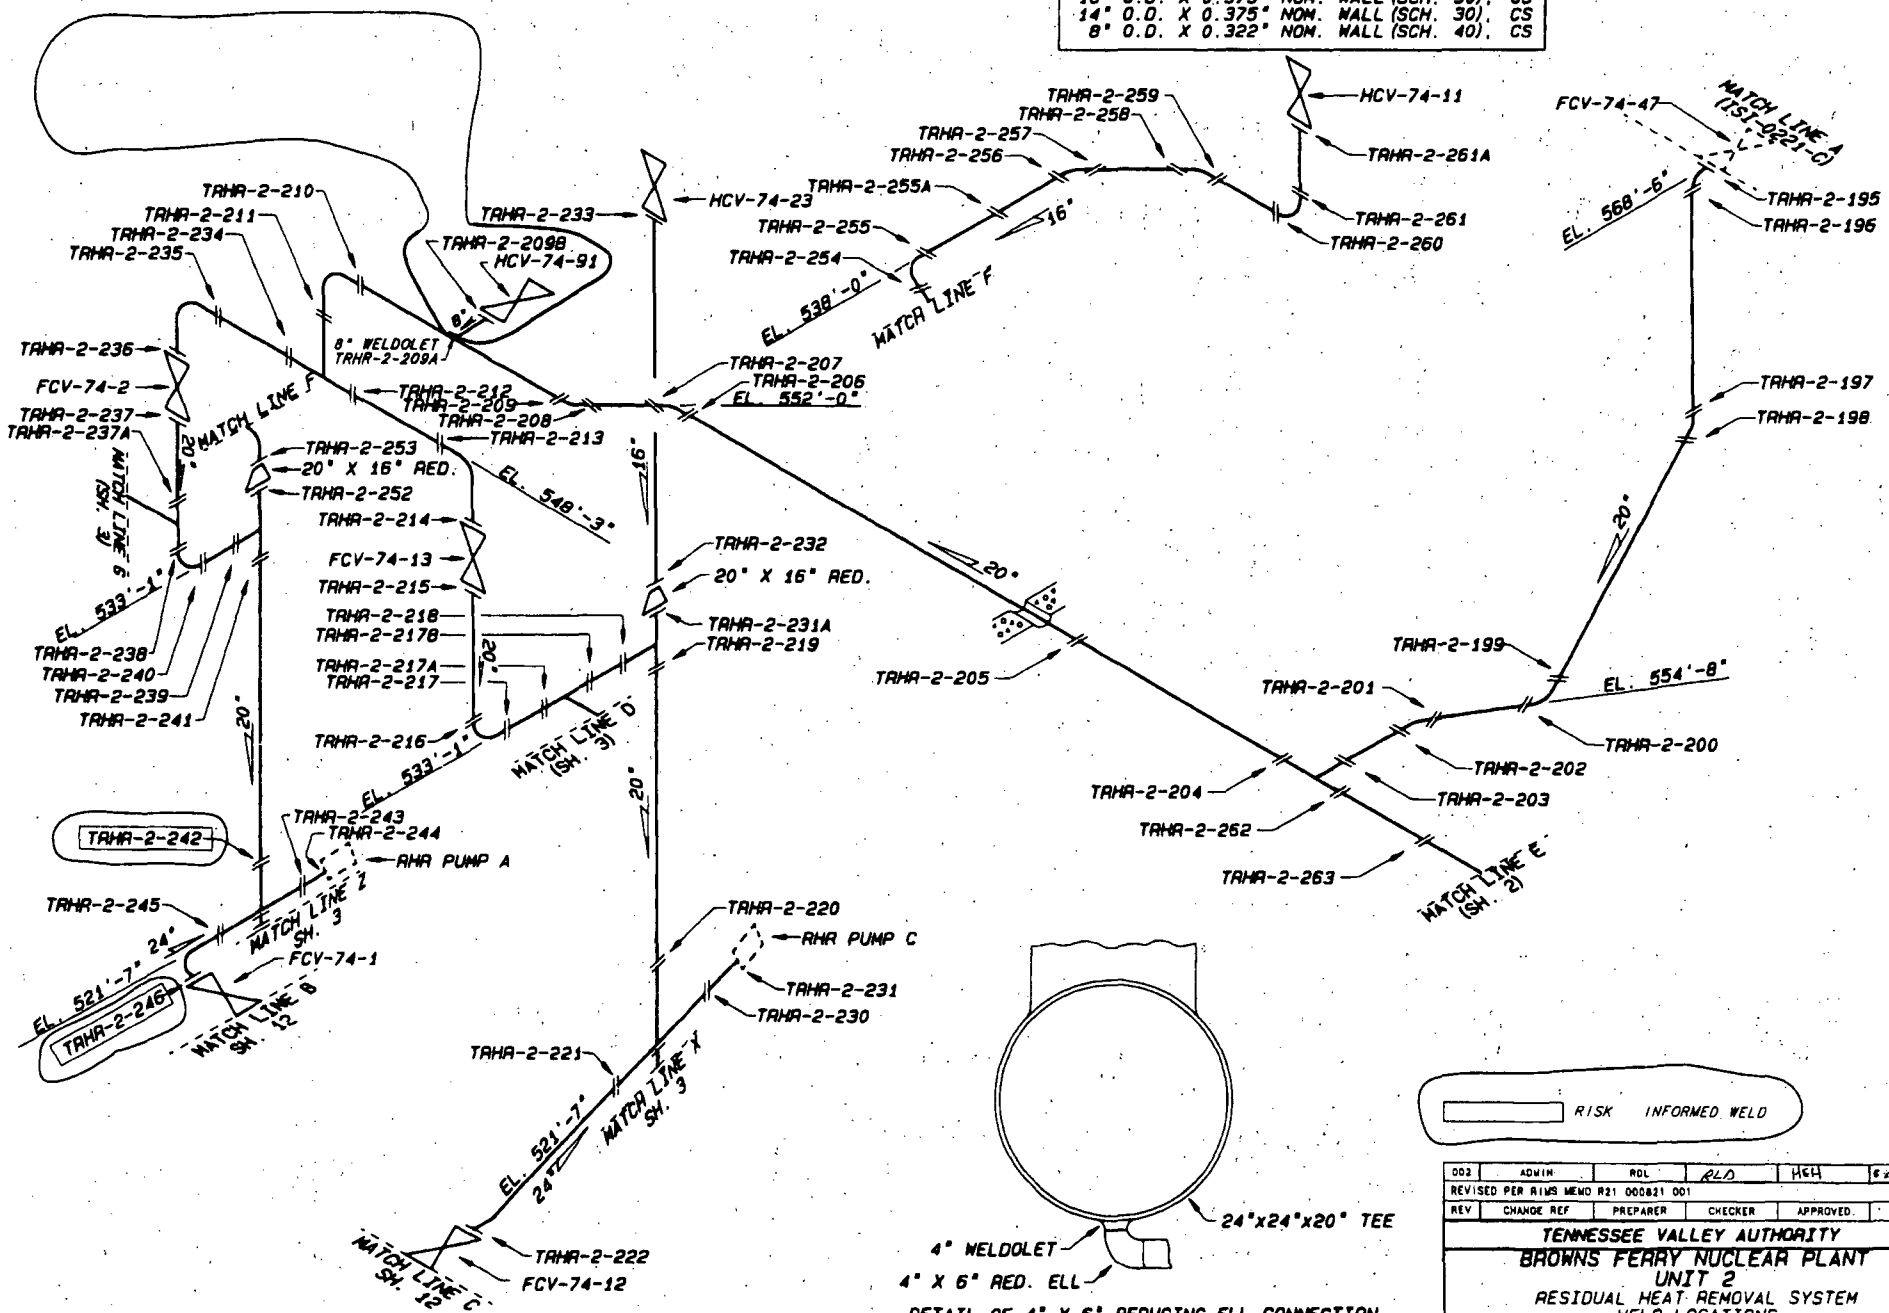 14" O.D. X 0.375" NOM. WALL (SCH. 30), CS
8" O.D. X 0.322" NOM. WALL (SCH. 40), CS
TRHR-2-259
TRHR-2-258
TRHR-2-257
TRHR-2-256
TRHR-2-255A
TRHR-2-255
TRHR-2-254
HCV-74-11
TRHR-2-261A
TRHR-2-261
TRHR-2-260
16"
EL. 538'-0"
MATCH LINE F
FCV-74-47
MATCH LINE A
(ISI-0221-C)
TRHR-2-195
TRHR-2-196
EL. 568'-6"
TRHR-2-197
TRHR-2-198
20"
TRHR-2-199
EL. 554'-8"
TRHR-2-201
TRHR-2-200
TRHR-2-202
TRHR-2-203
TRHR-2-204
TRHR-2-262
TRHR-2-263
MATCH LINE E
(SH. 2)
TRHR-2-205
20"
TRHR-2-210
TRHR-2-211
TRHR-2-234
TRHR-2-235
TRHR-2-233
HCV-74-23
TRHR-2-209B
HCV-74-91
8"
8" WELDOLET
TRHR-2-209A
TRHR-2-236
FCV-74-2
TRHR-2-237
TRHR-2-237A
20"
MATCH LINE F
MATCH LINE G
(SH. 3)
TRHR-2-212
TRHR-2-209
TRHR-2-208
TRHR-2-213
TRHR-2-207
TRHR-2-206
EL. 552'-0"
TRHR-2-253
20" X 16" RED.
TRHR-2-252
EL. 548'-3"
16"
TRHR-2-214
FCV-74-13
TRHR-2-215
TRHR-2-232
20" X 16" RED.
TRHR-2-231A
TRHR-2-219
TRHR-2-218
TRHR-2-217B
TRHR-2-217A
TRHR-2-217
20"
EL. 533'-1"
TRHR-2-238
TRHR-2-240
TRHR-2-239
TRHR-2-241
20"
TRHR-2-216
EL. 533'-1"
MATCH LINE D
(SH. 3)
20"
TRHR-2-242
TRHR-2-243
TRHR-2-244
RHR PUMP A
TRHR-2-245
MATCH LINE Z
SH. 3
24"
EL. 521'-7"
FCV-74-1
TRHR-2-246
MATCH LINE B
SH. 12
TRHR-2-220
RHR PUMP C
TRHR-2-231
TRHR-2-230
TRHR-2-221
MATCH LINE X
SH. 3
EL. 521'-7"
24"
TRHR-2-222
FCV-74-12
MATCH LINE C
SH. 12
24"x24"x20" TEE
4" WELDOLET
4" X 6" RED. ELL
DETAIL OF 4" X 6" REDUCING ELL CONNECTION
RISK INFORMED WELD
002 ADMIN RDL RLD HEH
REVISED PER RIMS MEMO R21 000821 001
REV CHANGE REF PREPARER CHECKER APPROVED
TENNESSEE VALLEY AUTHORITY
BROWNS FERRY NUCLEAR PLANT
UNIT 2
RESIDUAL HEAT REMOVAL SYSTEM
WELD LOCATIONS